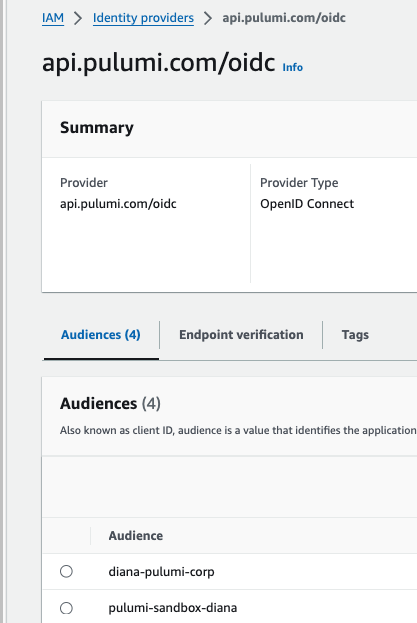 IAM > Identity providers > api.pulumi.com/oidc
api.pulumi.com/oidc Info
Summary
Provider
api.pulumi.com/oidc
Provider Type
OpenID Connect
Audiences (4)
Endpoint verification
Tags
Audiences (4)
Also known as client ID, audience is a value that identifies the application
Audience
diana-pulumi-corp
pulumi-sandbox-diana